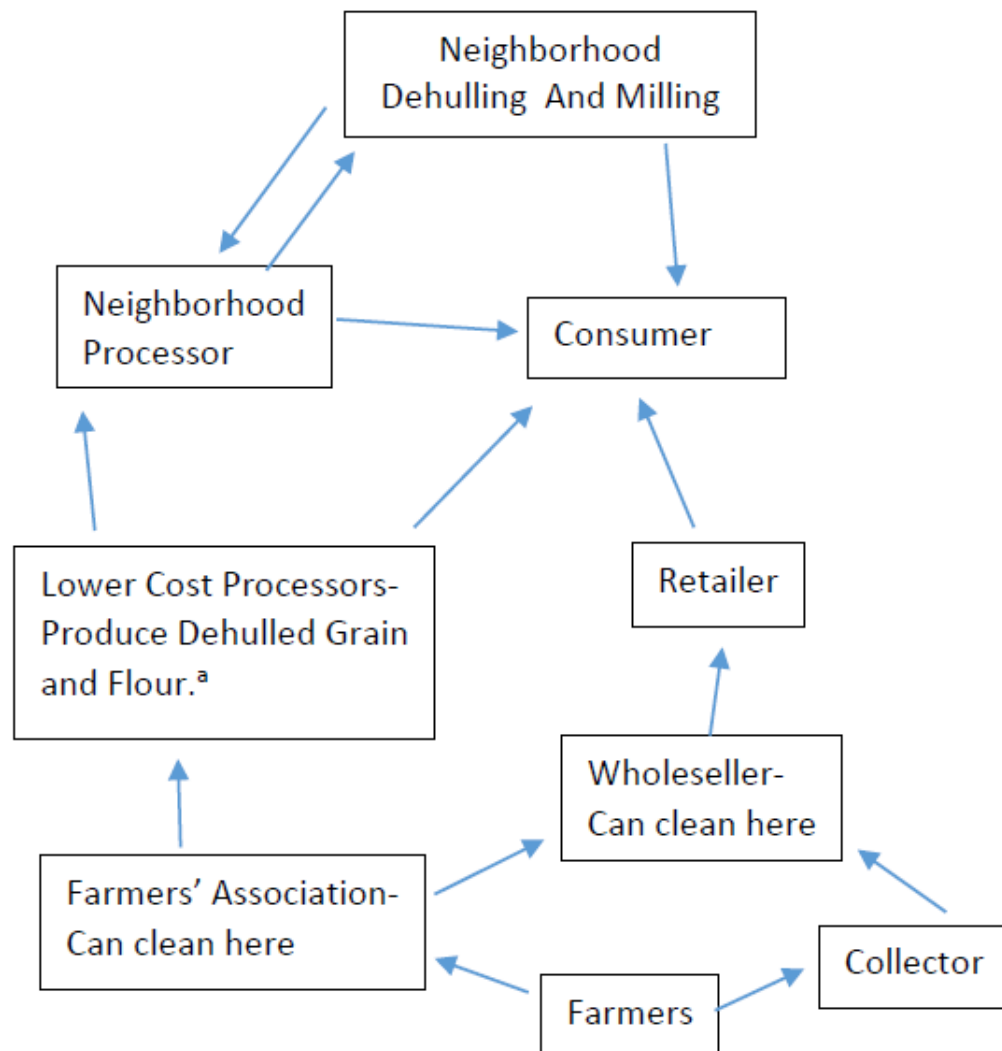 Neighborhood
Dehulling And Milling
Neighborhood
Processor
Consumer
Lower Cost Processors-
Produce Dehulled Grain
and Flour.ª
Retailer
Wholeseller-
Can clean here
Farmers’ Association-
Can clean here
Collector
Farmers